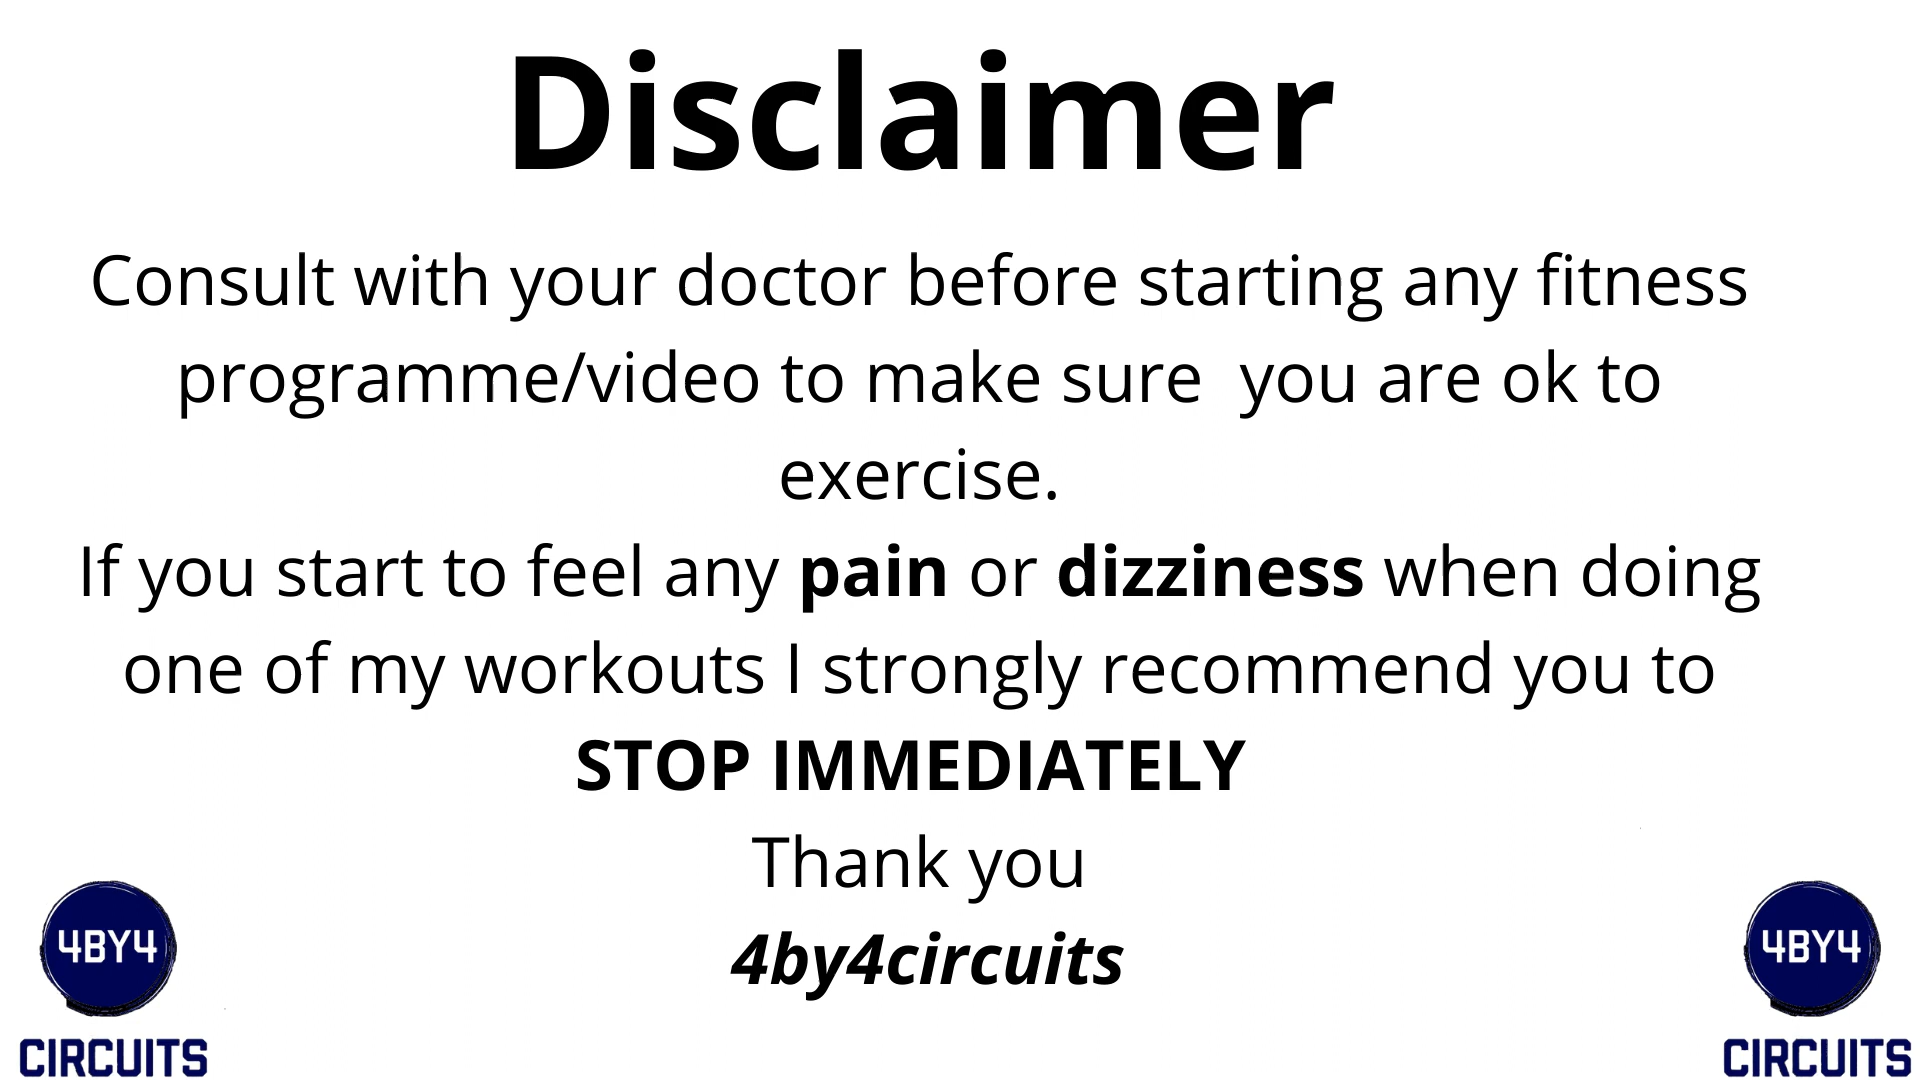 Disclaimer
Consult with your doctor before starting any fitness
programme/video to make sure  you are ok to
exercise.
If you start to feel any pain or dizziness when doing
one of my workouts I strongly recommend you to
STOP IMMEDIATELY
Thank you
4by4circuits
4BY4
CIRCUITS
4BY4
CIRCUITS